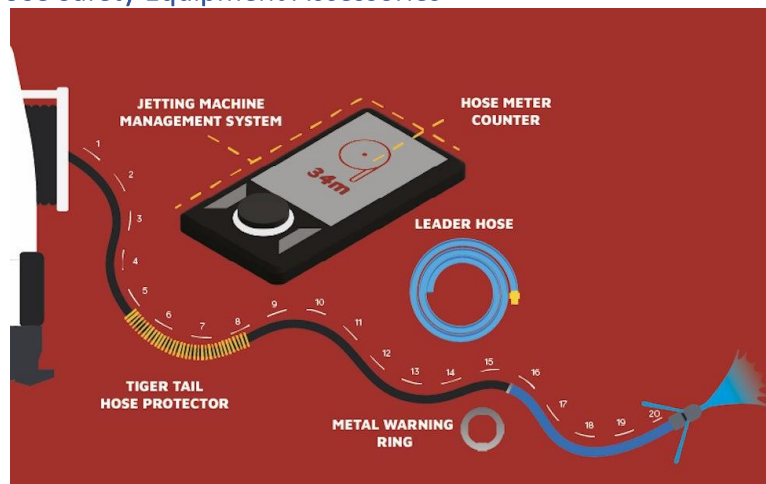 JETTING MACHINE
MANAGEMENT SYSTEM
HOSE METER
COUNTER
34m
LEADER HOSE
1
2
3
4
5
6
7
8
9
10
11
12
13
14
15
16
17
18
19
20
TIGER TAIL
HOSE PROTECTOR
METAL WARNING
RING